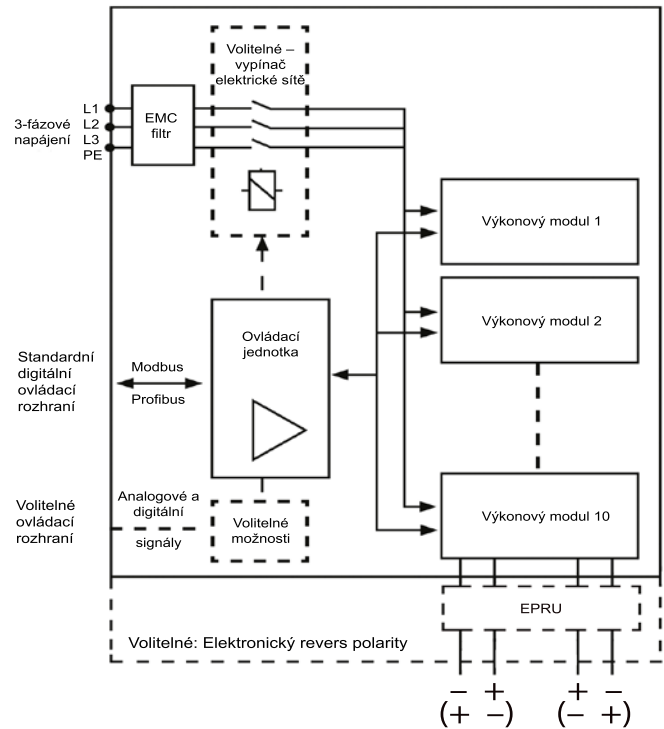 Volitelné –
vypínač
elektrické sítě
3-fázové
napájení
L1
L2
L3
PE
EMC
filtr
Výkonový modul 1
Výkonový modul 2
Ovládací
jednotka
Standardní
digitální
ovládací
rozhraní
Modbus
Profibus
Volitelné
ovládací
rozhraní
Analogové a
digitální
signály
Volitelné
možnosti
Výkonový modul 10
EPRU
Volitelné: Elektronický revers polarity
– + + –
(+ –) (– +)